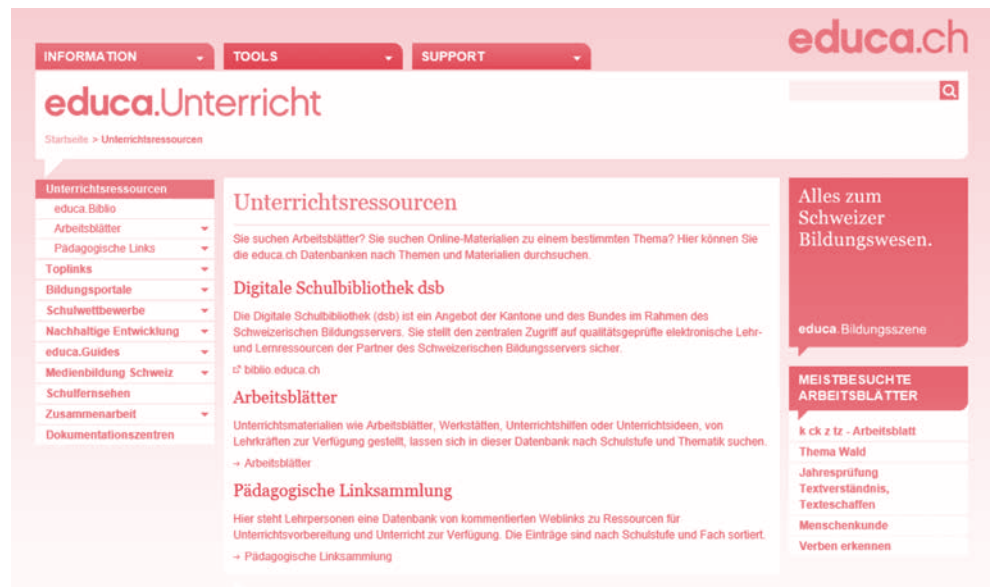 educa.ch
INFORMATION
TOOLS
SUPPORT
educa.Unterricht
Startseite > Unterrichtsressourcen
Unterrichtsressourcen
educa.Biblio
Arbeitsblätter
Pädagogische Links
Toplinks
Bildungsportale
Schulwettbewerbe
Nachhaltige Entwicklung
educa.Guides
Medienbildung Schweiz
Schulfernsehen
Zusammenarbeit
Dokumentationszentren
Unterrichtsressourcen
Sie suchen Arbeitsblätter? Sie suchen Online-Materialien zu einem bestimmten Thema? Hier können Sie
die educa.ch Datenbanken nach Themen und Materialien durchsuchen.
Digitale Schulbibliothek dsb
Die Digitale Schulbibliothek (dsb) ist ein Angebot der Kantone und des Bundes im Rahmen des
Schweizerischen Bildungsservers. Sie stellt den zentralen Zugriff auf qualitätsgeprüfte elektronische Lehr-
und Lernressourcen der Partner des Schweizerischen Bildungsservers sicher.
biblio.educa.ch
Arbeitsblätter
Unterrichtsmaterialien wie Arbeitsblätter, Werkstätten, Unterrichtshilfen oder Unterrichtsideen, von
Lehrkräften zur Verfügung gestellt, lassen sich in dieser Datenbank nach Schulstufe und Thematik suchen.
→ Arbeitsblätter
Pädagogische Linksammlung
Hier steht Lehrpersonen eine Datenbank von kommentierten Weblinks zu Ressourcen für
Unterrichtsvorbereitung und Unterricht zur Verfügung. Die Einträge sind nach Schulstufe und Fach sortiert.
→ Pädagogische Linksammlung
Alles zum
Schweizer
Bildungswesen.
educa.Bildungsszene
MEISTBESUCHTE
ARBEITSBLÄTTER
k ck z tz - Arbeitsblatt
Thema Wald
Jahresprüfung
Textverständnis,
Texteschaffen
Menschenkunde
Verben erkennen